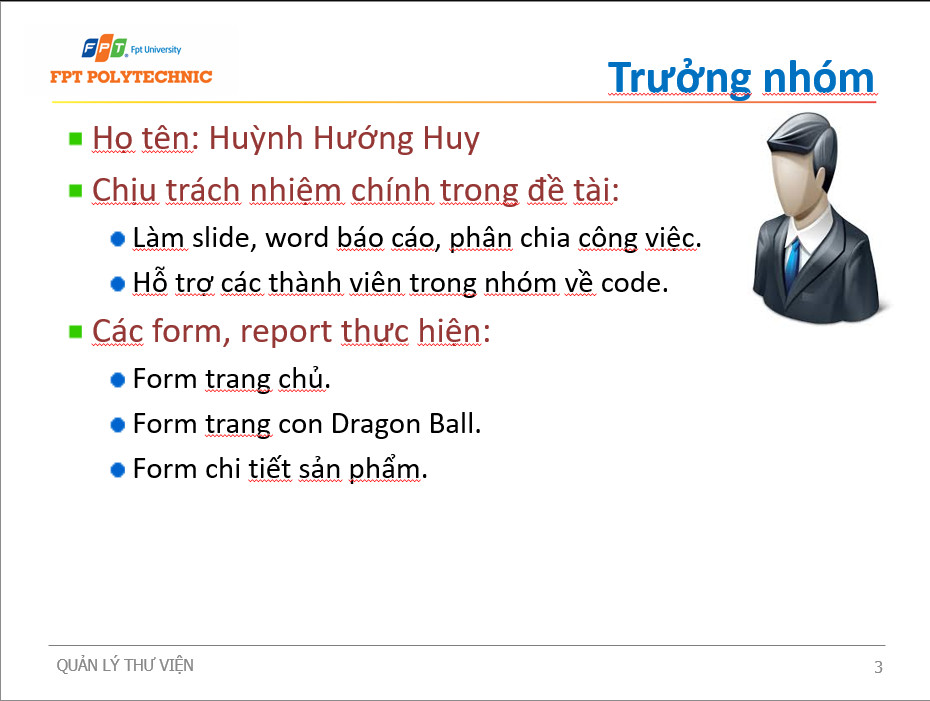 FPT. Fpt University
FPT POLYTECHNIC
Trưởng nhóm
Họ tên: Huỳnh Hướng Huy
Chịu trách nhiệm chính trong đề tài:
Làm slide, word báo cáo, phân chia công việc.
Hỗ trợ các thành viên trong nhóm về code.
Các form, report thực hiện:
Form trang chủ.
Form trang con Dragon Ball.
Form chi tiết sản phẩm.
QUẢN LÝ THƯ VIỆN
3